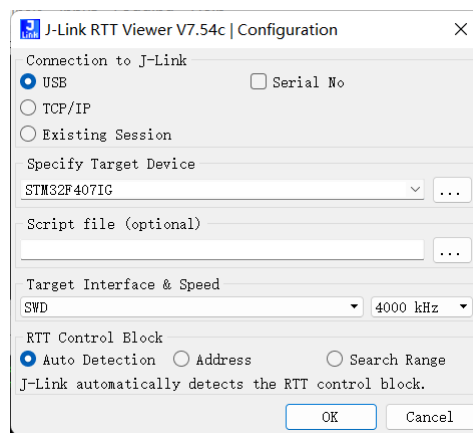 J-Link RTT Viewer V7.54c | Configuration
Connection to J-Link
USB Serial No
TCP/IP
Existing Session
Specify Target Device
STM32F407IG ...
Script file (optional)
...
Target Interface & Speed
SWD 4000 kHz
RTT Control Block
Auto Detection Address Search Range
J-Link automatically detects the RTT control block.
OK Cancel